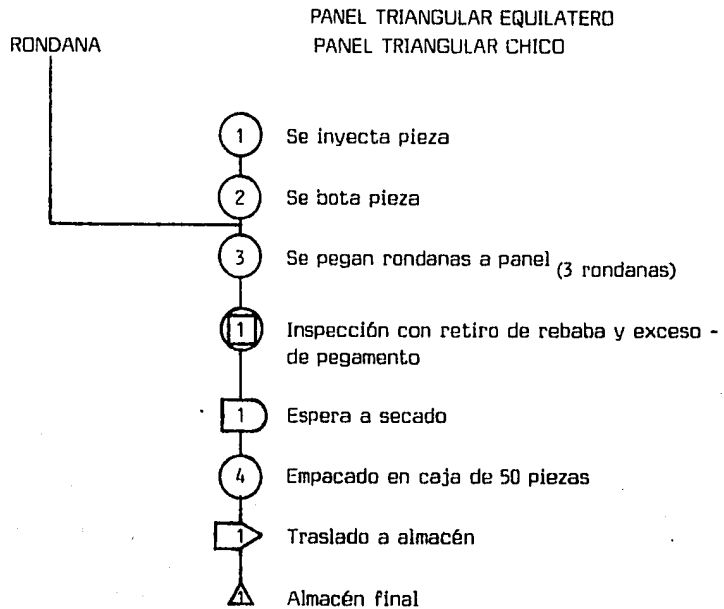 PANEL TRIANGULAR EQUILATERO
RONDANA
PANEL TRIANGULAR CHICO
1 Se inyecta pieza
2 Se bota pieza
3 Se pegan rondanas a panel (3 rondanas)
1 Inspección con retiro de rebaba y exceso -
de pegamento
1 Espera a secado
4 Empacado en caja de 50 piezas
1 Traslado a almacén
1 Almacén final